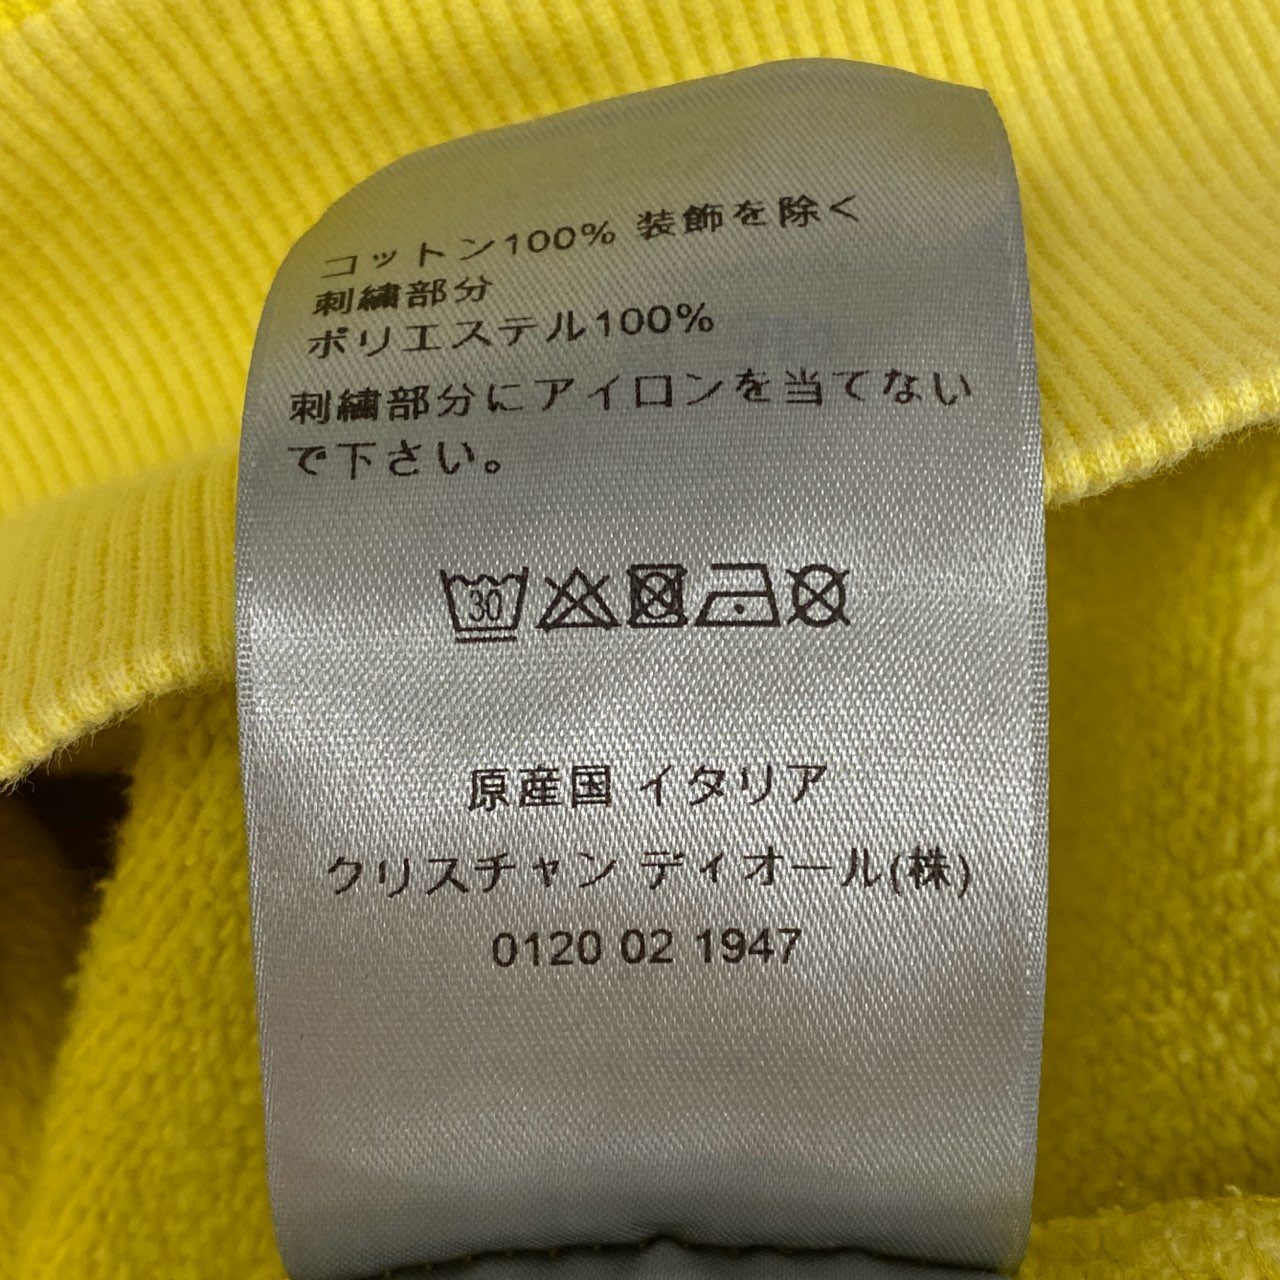 コットン100% 装飾を除く
刺繍部分
ポリエステル100%
刺繍部分にアイロンを当てない
で下さい。
30
原産国 イタリア
クリスチャン ディオール(株)
0120 02 1947